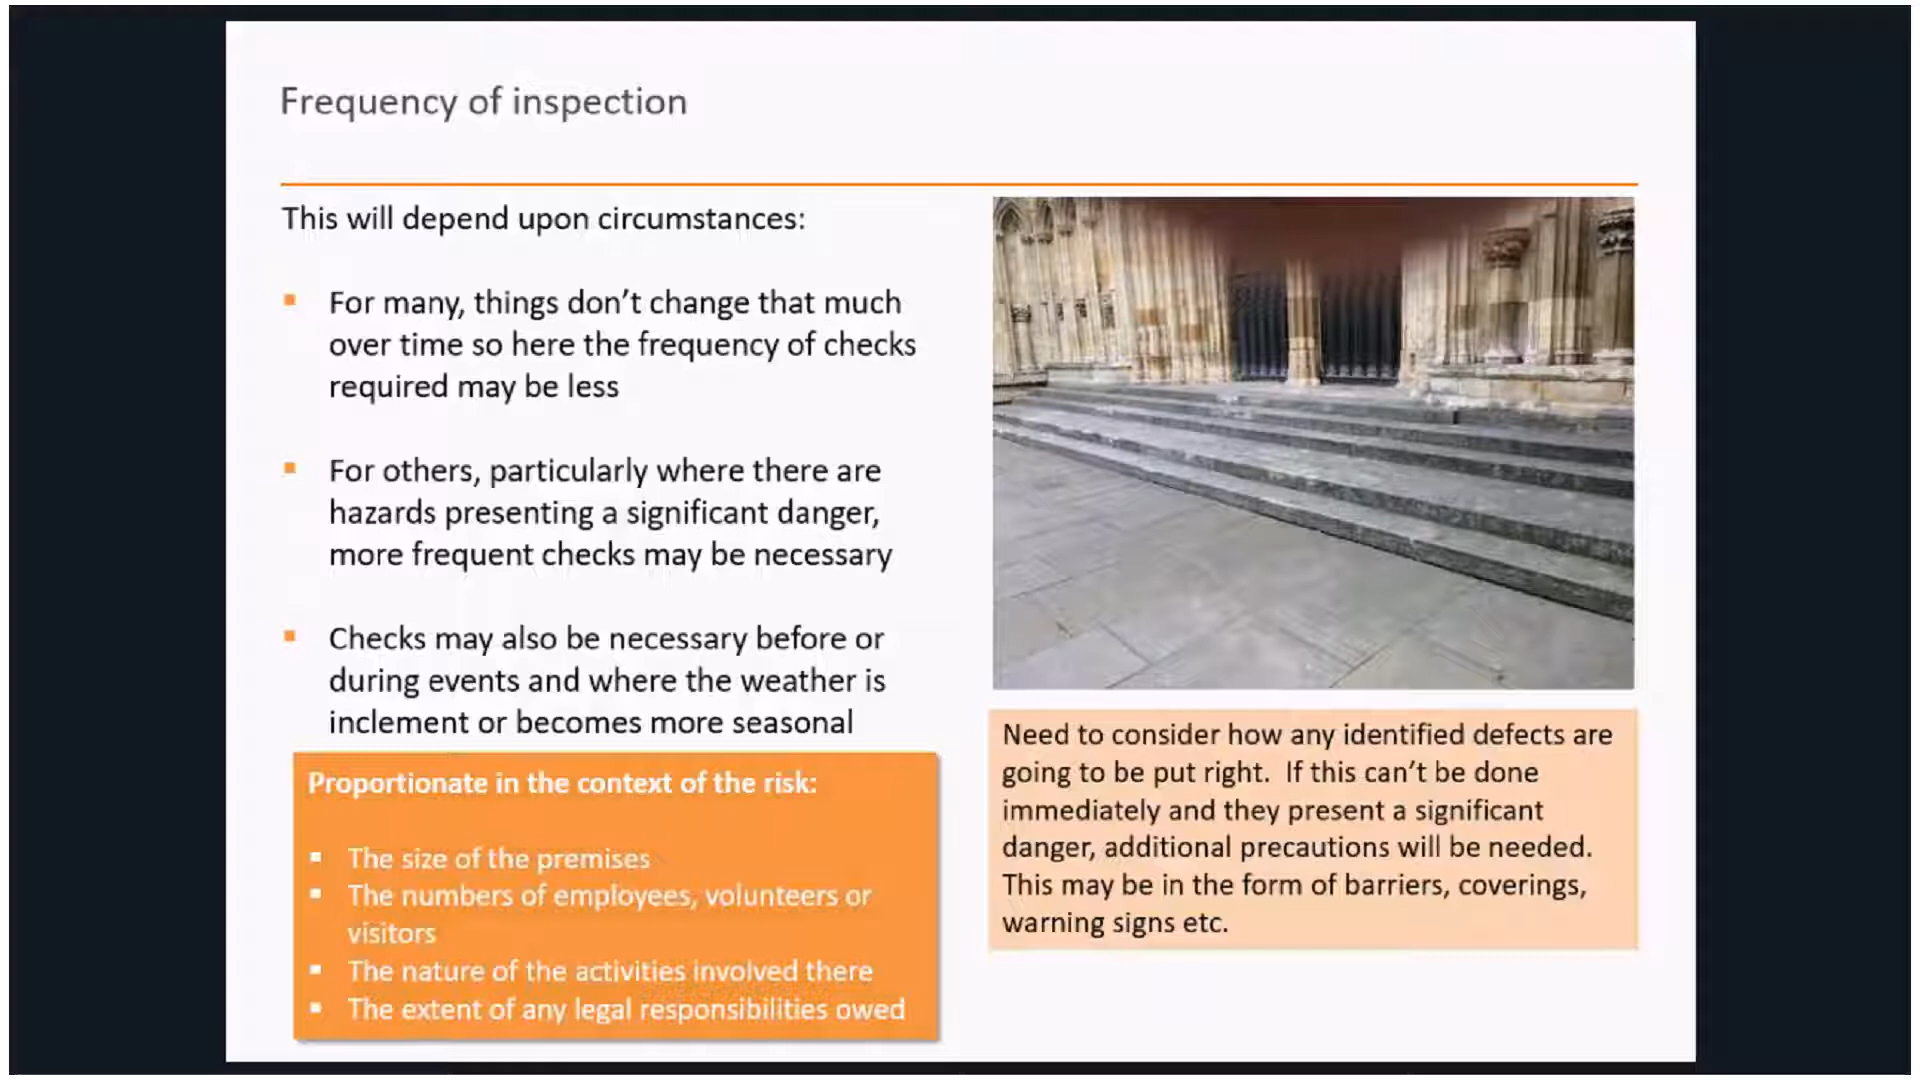 Frequency of inspection
This will depend upon circumstances:
▪ For many, things don't change that much
over time so here the frequency of checks
required may be less
▪ For others, particularly where there are
hazards presenting a significant danger,
more frequent checks may be necessary
▪ Checks may also be necessary before or
during events and where the weather is
inclement or becomes more seasonal
Proportionate in the context of the risk:
▪ The size of the premises
▪ The numbers of employees, volunteers or
visitors
▪ The nature of the activities involved there
▪ The extent of any legal responsibilities owed
Need to consider how any identified defects are
going to be put right.  If this can't be done
immediately and they present a significant
danger, additional precautions will be needed.
This may be in the form of barriers, coverings,
warning signs etc.